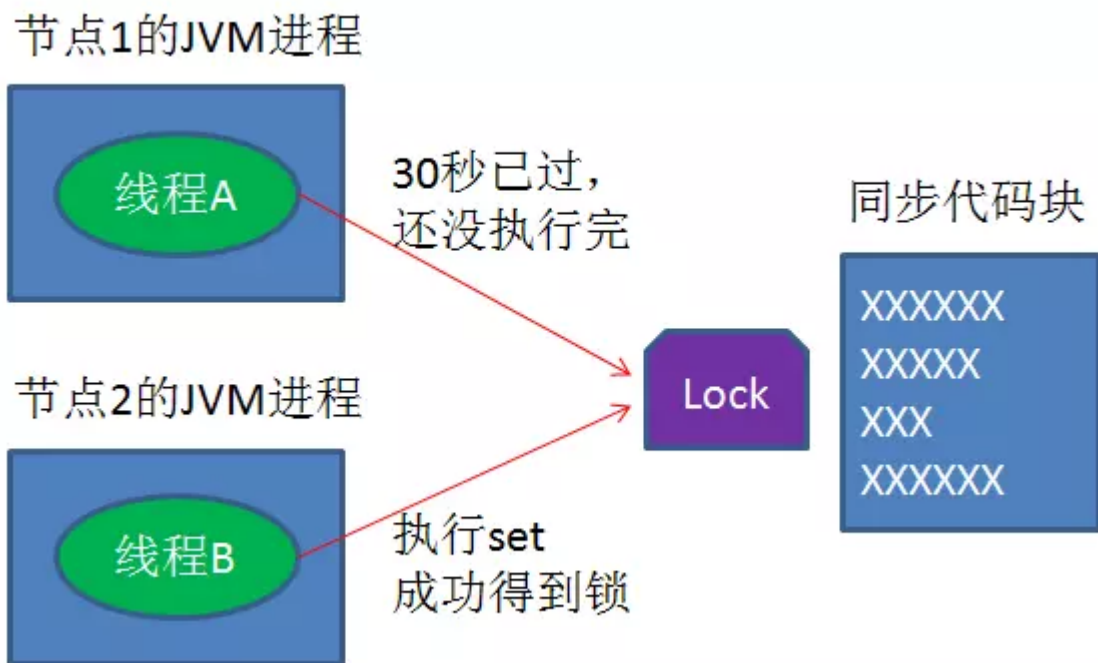 节点1的JVM进程
线程A
30秒已过，
还没执行完
同步代码块
XXXXXX
XXXXX
XXX
XXXXXX
Lock
节点2的JVM进程
线程B
执行set
成功得到锁